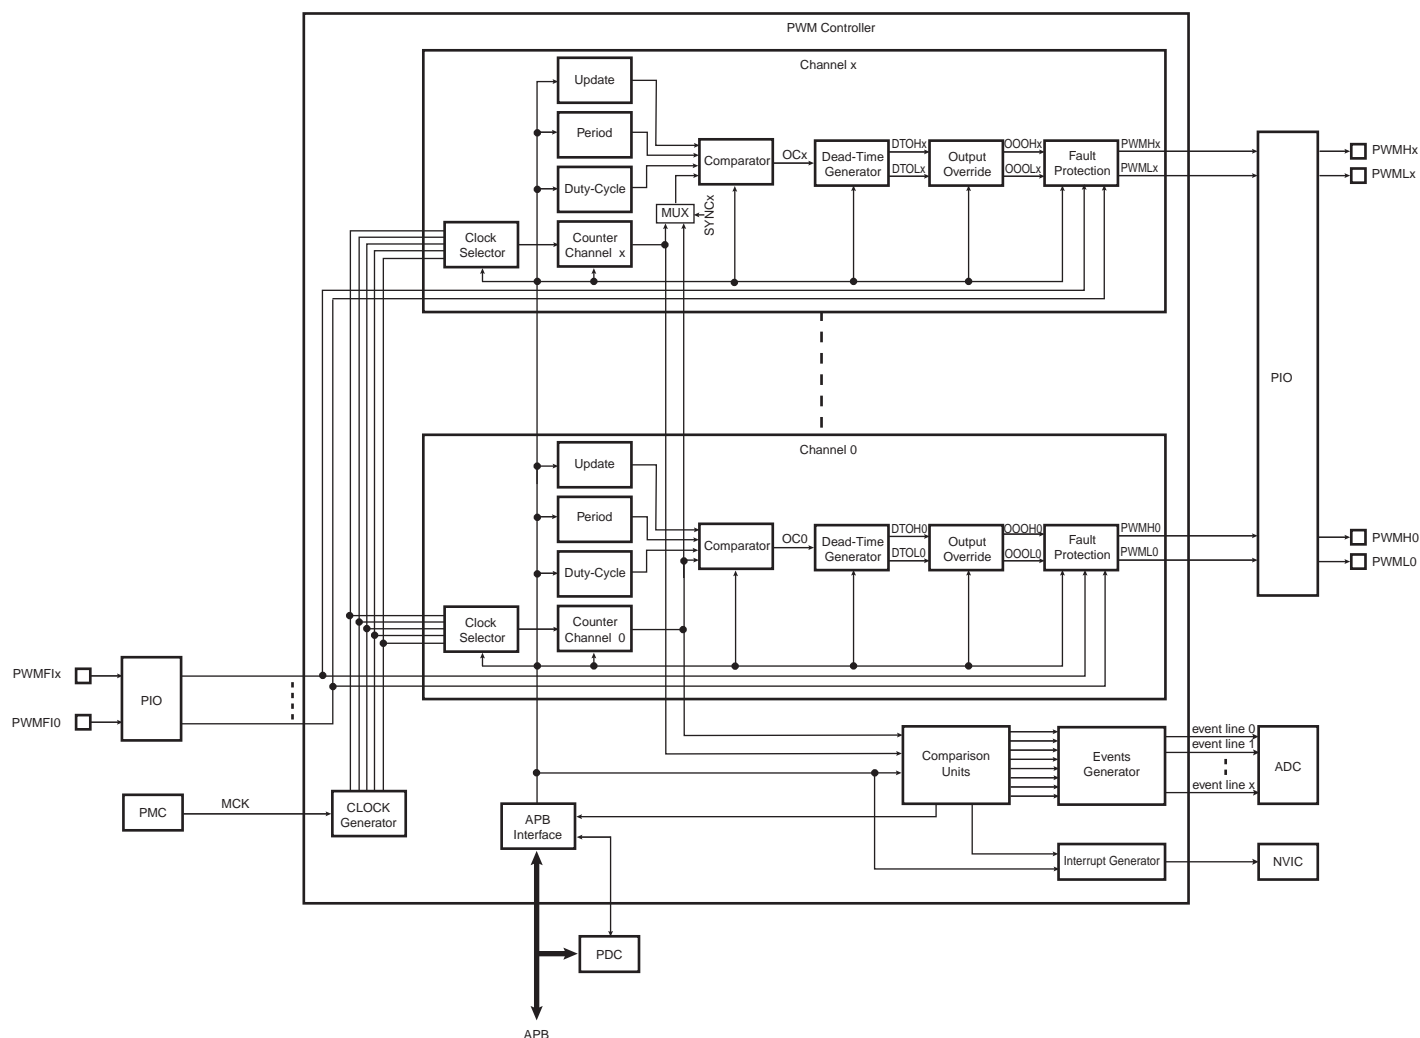 PWM Controller
Channel x
Update
Period
Comparator
OCx
Dead-Time
Generator
DTOHx
DTOLx
Output
Override
OOOHx
OOOLx
Fault
Protection
PWMHx
PWMLx
PWMHx
PWMLx
Duty-Cycle
MUX
SYNCx
Clock
Selector
Counter
Channel x
PIO
Channel 0
Update
Period
Comparator
OC0
Dead-Time
Generator
DTOH0
DTOL0
Output
Override
OOOH0
OOOL0
Fault
Protection
PWMH0
PWML0
PWMH0
PWML0
Duty-Cycle
Clock
Selector
Counter
Channel 0
PWMFIx
PIO
PWMFI0
Comparison
Units
Events
Generator
event line 0
event line 1
event line x
ADC
PMC
MCK
CLOCK
Generator
APB
Interface
Interrupt Generator
NVIC
PDC
APB